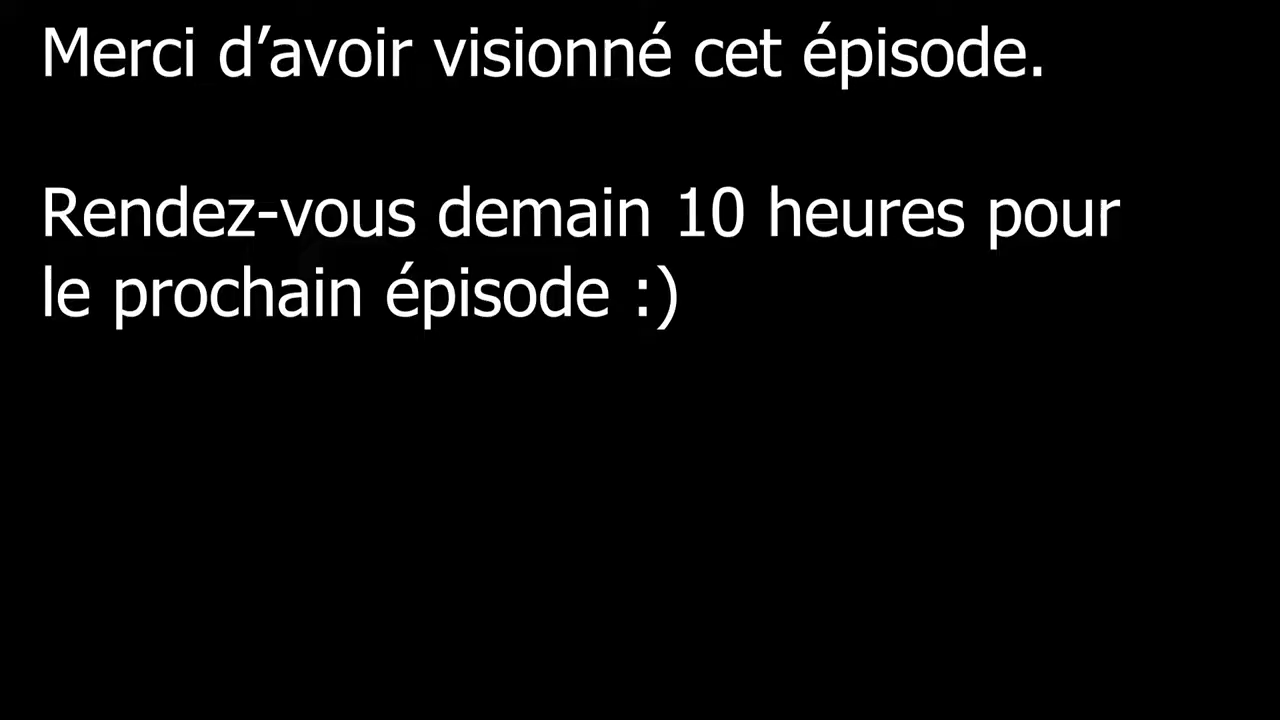 Merci d’avoir visionné cet épisode.
Rendez-vous demain 10 heures pour
le prochain épisode :)